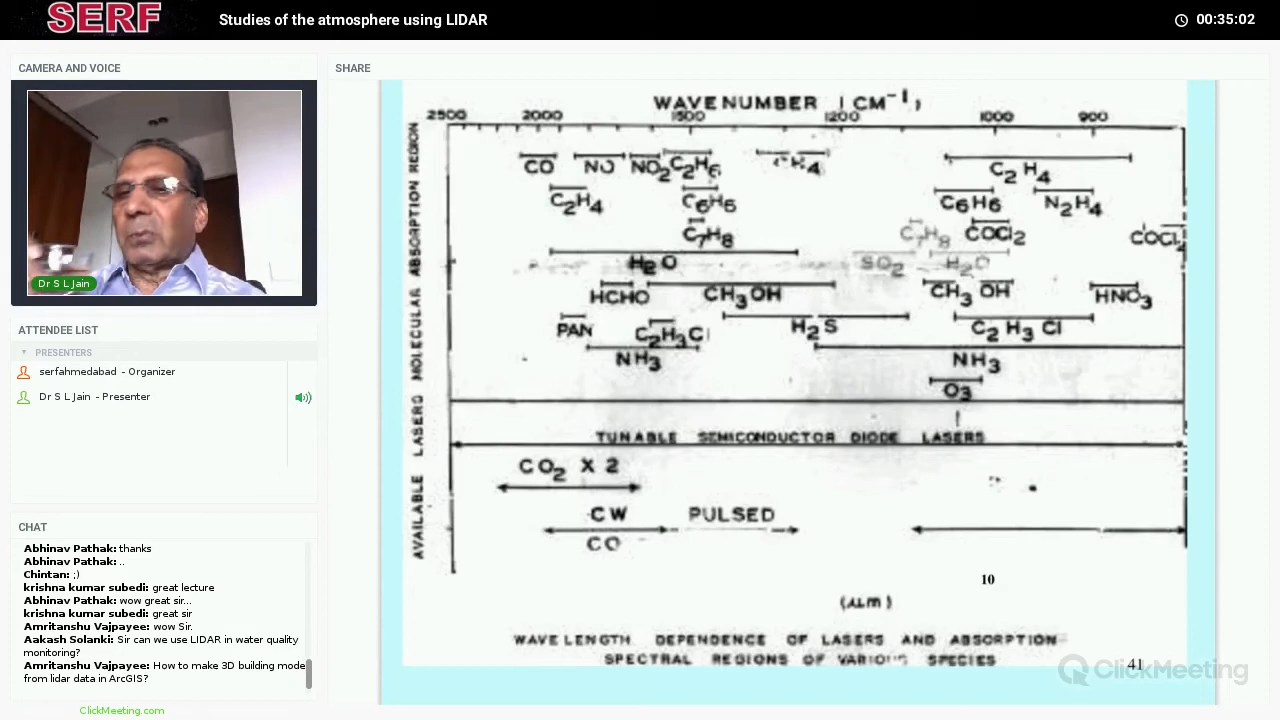 SERF
Studies of the atmosphere using LIDAR
00:35:02
CAMERA AND VOICE
Dr S L Jain
ATTENDEE LIST
PRESENTERS
serfahmedabad - Organizer
Dr S L Jain - Presenter
CHAT
Abhinav Pathak: thanks
Abhinav Pathak: ..
Chintan: ;)
krishna kumar subedi: great lecture
Abhinav Pathak: wow great sir...
krishna kumar subedi: great sir
Amritanshu Vajpayee: wow Sir.
Aakash Solanki: Sir can we use LIDAR in water quality
monitoring?
Amritanshu Vajpayee: How to make 3D building mode
from lidar data in ArcGIS?
ClickMeeting.com
SHARE
WAVE NUMBER ( CM-1)
2500 2000 1500 1200 1000 900
MOLECULAR ABSORPTION REGION
CO NO NO2 C2H6 CH4 C2H4
C2H4 C6H6 C6H6 N2H4
C7H8 C7H8 COCl2 COCl2
H2O SO2 H2O
HCHO CH3OH CH3OH HNO3
PAN C2H3Cl H2S C2H3Cl
NH3 NH3
O3
AVAILABLE LASERS
TUNABLE SEMICONDUCTOR DIODE LASERS
CO2 X 2
CW PULSED
CO
10
(μm)
WAVE LENGTH DEPENDENCE OF LASERS AND ABSORPTION
SPECTRAL REGIONS OF VARIOUS SPECIES
41
ClickMeeting